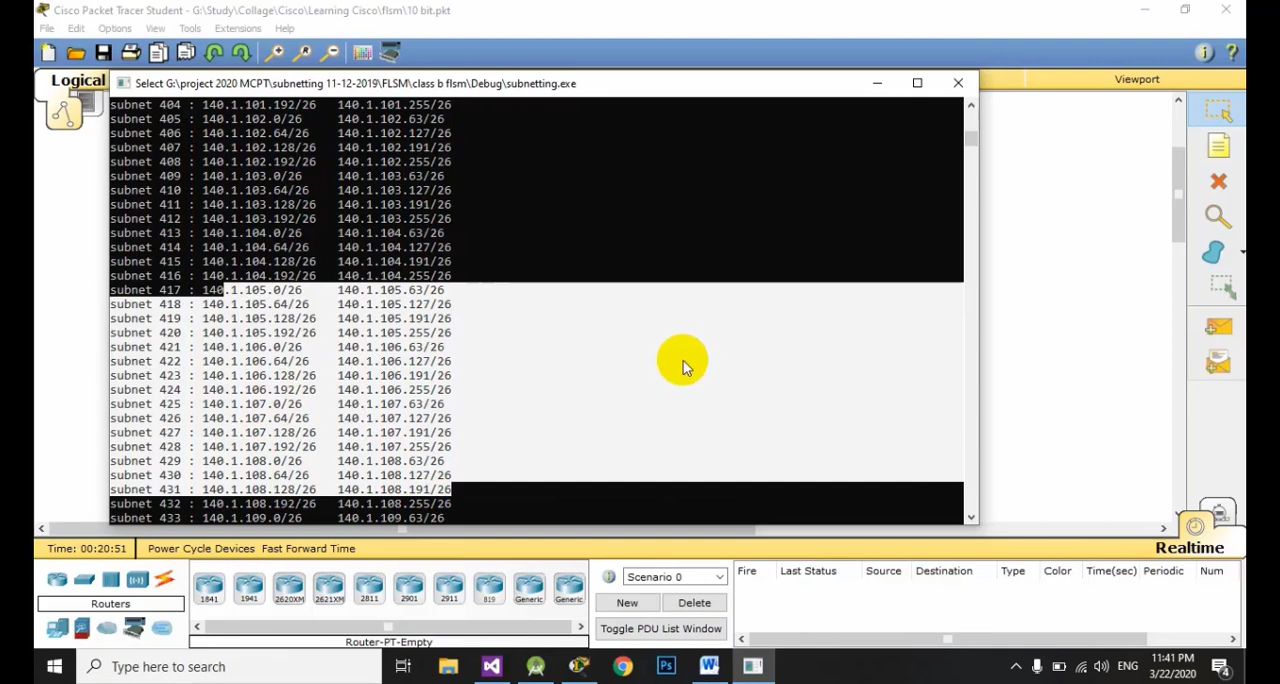 Cisco Packet Tracer Student - G:\Study\Collage\Cisco\Learning Cisco\flsm\10 bit.pkt
File Edit Options View Tools Extensions Help
Logical
Viewport
Select G:\project 2020 MCPT\subnetting 11-12-2019\FLSM\class b flsm\Debug\subnetting.exe
subnet 404 : 140.1.101.192/26 140.1.101.255/26
subnet 405 : 140.1.102.0/26 140.1.102.63/26
subnet 406 : 140.1.102.64/26 140.1.102.127/26
subnet 407 : 140.1.102.128/26 140.1.102.191/26
subnet 408 : 140.1.102.192/26 140.1.102.255/26
subnet 409 : 140.1.103.0/26 140.1.103.63/26
subnet 410 : 140.1.103.64/26 140.1.103.127/26
subnet 411 : 140.1.103.128/26 140.1.103.191/26
subnet 412 : 140.1.103.192/26 140.1.103.255/26
subnet 413 : 140.1.104.0/26 140.1.104.63/26
subnet 414 : 140.1.104.64/26 140.1.104.127/26
subnet 415 : 140.1.104.128/26 140.1.104.191/26
subnet 416 : 140.1.104.192/26 140.1.104.255/26
subnet 417 : 140.1.105.0/26 140.1.105.63/26
subnet 418 : 140.1.105.64/26 140.1.105.127/26
subnet 419 : 140.1.105.128/26 140.1.105.191/26
subnet 420 : 140.1.105.192/26 140.1.105.255/26
subnet 421 : 140.1.106.0/26 140.1.106.63/26
subnet 422 : 140.1.106.64/26 140.1.106.127/26
subnet 423 : 140.1.106.128/26 140.1.106.191/26
subnet 424 : 140.1.106.192/26 140.1.106.255/26
subnet 425 : 140.1.107.0/26 140.1.107.63/26
subnet 426 : 140.1.107.64/26 140.1.107.127/26
subnet 427 : 140.1.107.128/26 140.1.107.191/26
subnet 428 : 140.1.107.192/26 140.1.107.255/26
subnet 429 : 140.1.108.0/26 140.1.108.63/26
subnet 430 : 140.1.108.64/26 140.1.108.127/26
subnet 431 : 140.1.108.128/26 140.1.108.191/26
subnet 432 : 140.1.108.192/26 140.1.108.255/26
subnet 433 : 140.1.109.0/26 140.1.109.63/26
Time: 00:20:51 Power Cycle Devices Fast Forward Time
Realtime
Routers
1841 1941 2620XM 2621XM 2811 2901 2911 819 Generic Generic
Router-PT-Empty
Scenario 0
New Delete
Toggle PDU List Window
Fire Last Status Source Destination Type Color Time(sec) Periodic Num
Type here to search
ENG
11:41 PM
3/22/2020
4